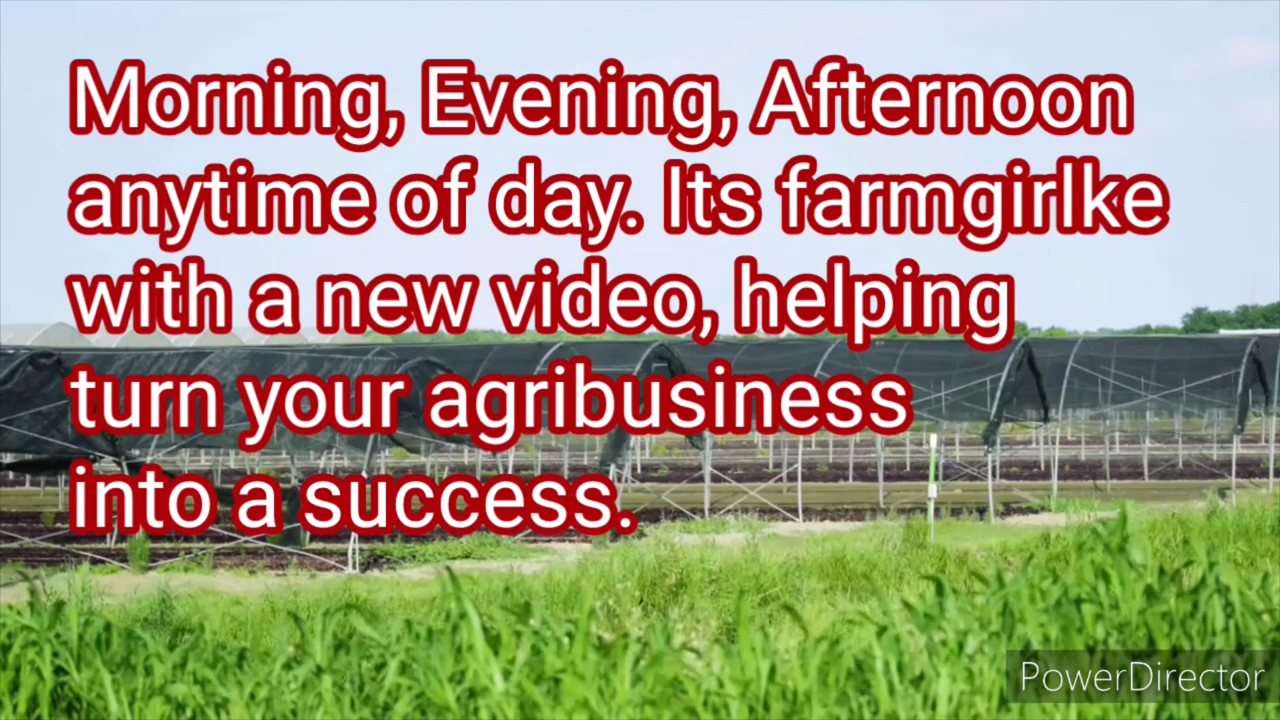 Morning, Evening, Afternoon
anytime of day. Its farmgirlke
with a new video, helping
turn your agribusiness
into a success.
PowerDirector